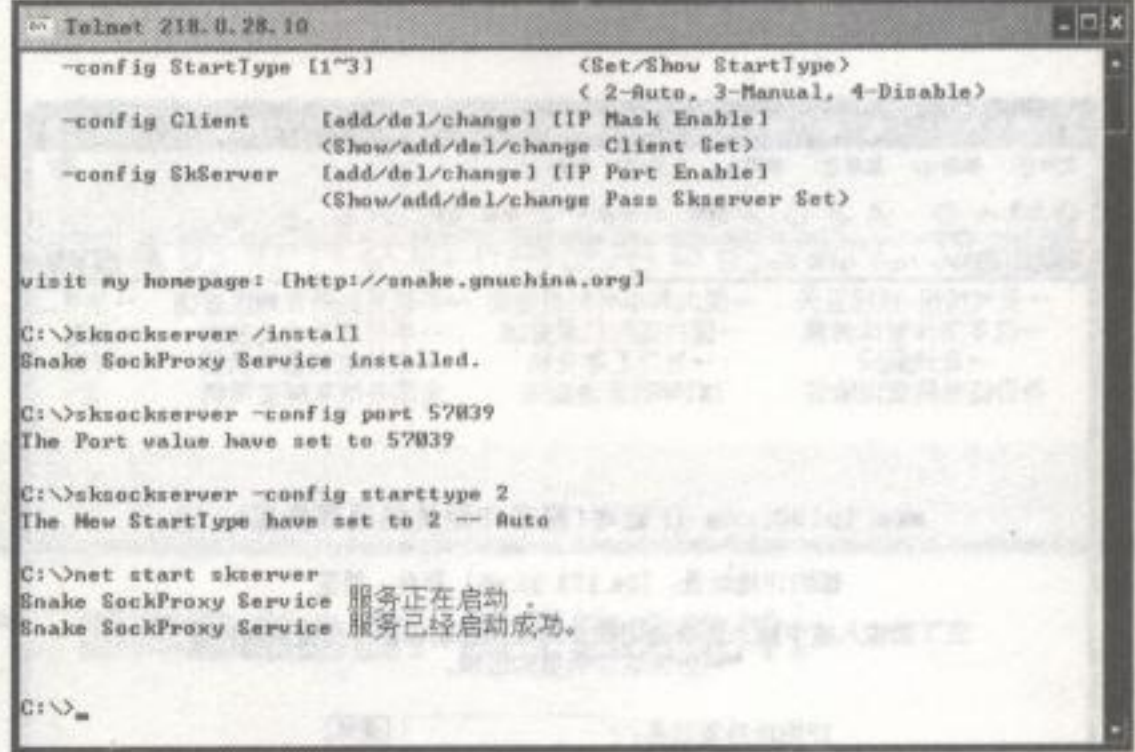 Telnet 218.0.28.10
-config StartType [1~3] (Set/Show StartType)
( 2-Auto, 3-Manual, 4-Disable)
-config Client [add/del/change] [IP Mask Enable]
(Show/add/del/change Client Set)
-config SkServer [add/del/change] [IP Port Enable]
(Show/add/del/change Pass Skserver Set)
visit my homepage: [http://snake.gnuchina.org]
C:\>sksockserver /install
Snake SockProxy Service installed.
C:\>sksockserver -config port 57039
The Port value have set to 57039
C:\>sksockserver -config starttype 2
The New StartType have set to 2 -- Auto
C:\>net start skserver
Snake SockProxy Service 服务正在启动 .
Snake SockProxy Service 服务已经启动成功。
C:\>_